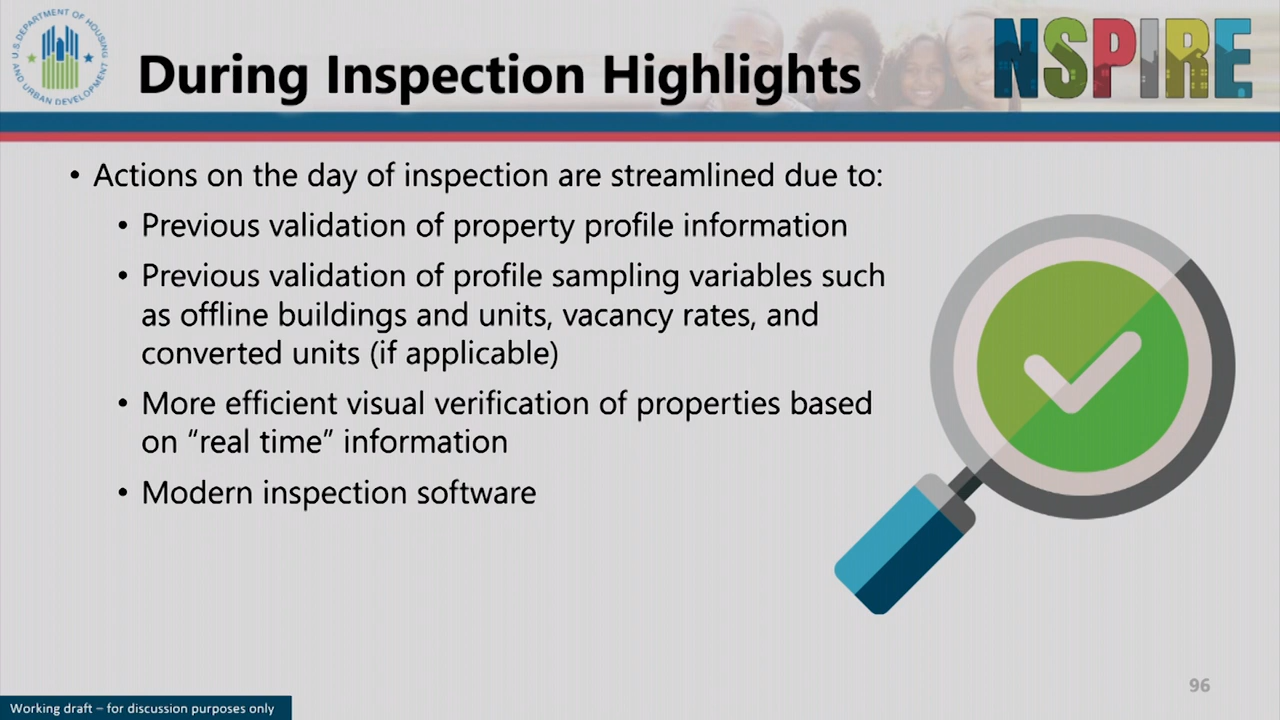 U.S. DEPARTMENT OF HOUSING AND URBAN DEVELOPMENT
During Inspection Highlights
NSPIRE
• Actions on the day of inspection are streamlined due to:
• Previous validation of property profile information
• Previous validation of profile sampling variables such
as offline buildings and units, vacancy rates, and
converted units (if applicable)
• More efficient visual verification of properties based
on “real time” information
• Modern inspection software
96
Working draft – for discussion purposes only